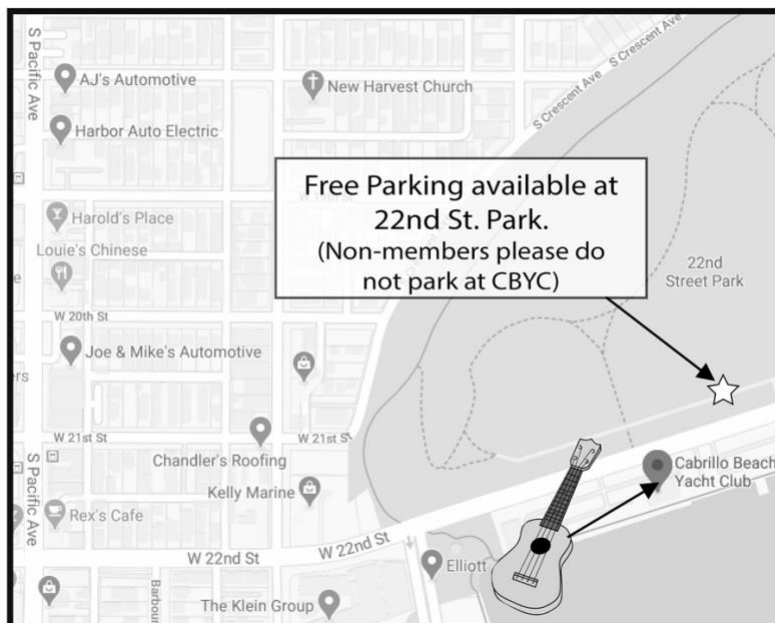 S Pacific Ave
AJ's Automotive
Harbor Auto Electric
New Harvest Church
S Crescent Ave
S Crescent Ave
Free Parking available at
22nd St. Park.
(Non-members please do
not park at CBYC)
Harold's Place
Louie's Chinese
22nd
Street Park
W 20th St
Joe & Mike's Automotive
W 21st St
W 21st S
Chandler's Roofing
Kelly Marine
S Pacific Ave
Rex's Cafe
Cabrillo Beach
Yacht Club
W 22nd St
W 22nd St
Elliott
The Klein Group
Barbou